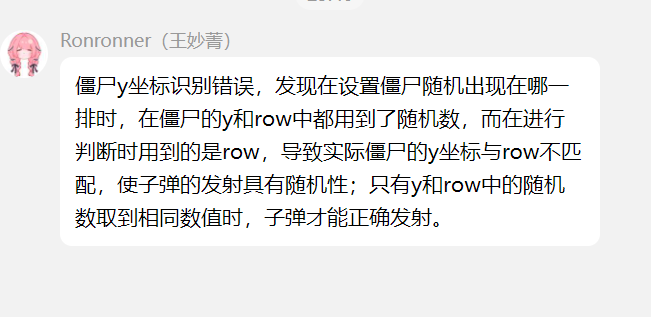 Ronronner（王妙菁）
僵尸y坐标识别错误，发现在设置僵尸随机出现在哪一
排时，在僵尸的y和row中都用到了随机数，而在进行
判断时用到的是row，导致实际僵尸的y坐标与row不匹
配，使子弹的发射具有随机性；只有y和row中的随机
数取到相同数值时，子弹才能正确发射。